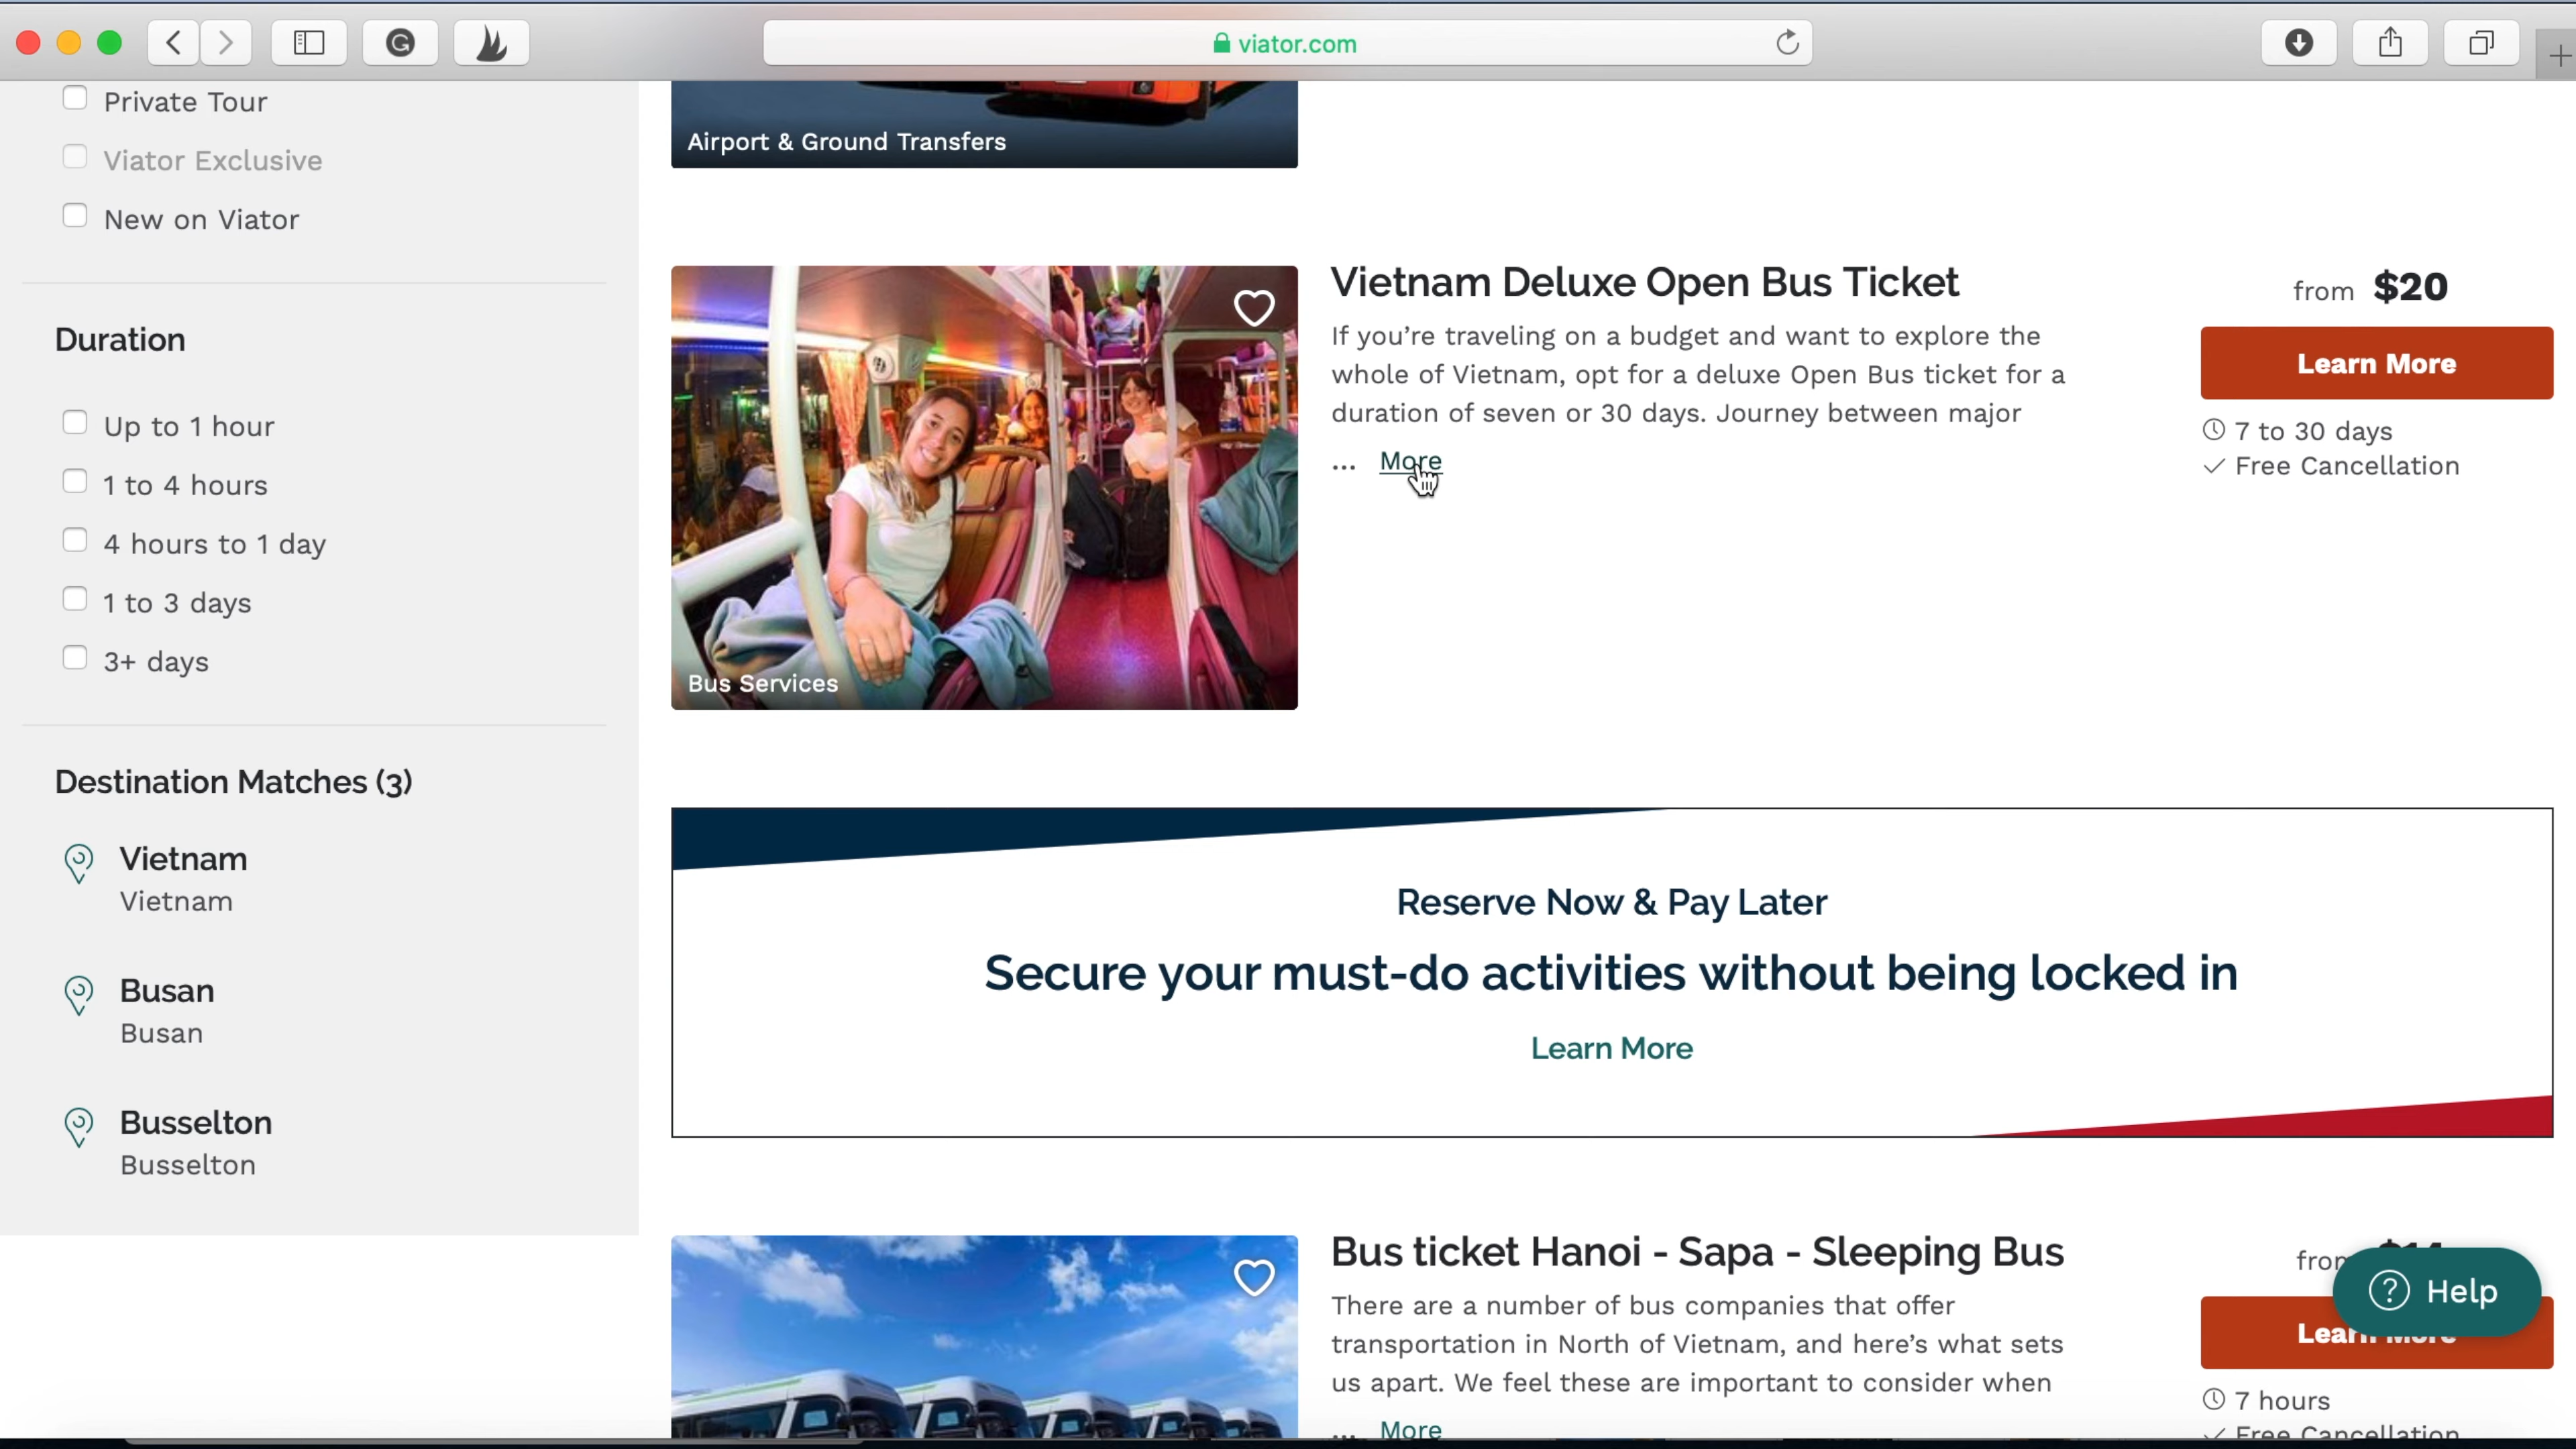 viator.com
Private Tour
Viator Exclusive
New on Viator
Duration
Up to 1 hour
1 to 4 hours
4 hours to 1 day
1 to 3 days
3+ days
Destination Matches (3)
Vietnam
Vietnam
Busan
Busan
Busselton
Busselton
Airport & Ground Transfers
Bus Services
Vietnam Deluxe Open Bus Ticket
If you’re traveling on a budget and want to explore the
whole of Vietnam, opt for a deluxe Open Bus ticket for a
duration of seven or 30 days. Journey between major
... More
from $20
Learn More
7 to 30 days
Free Cancellation
Reserve Now & Pay Later
Secure your must-do activities without being locked in
Learn More
Bus ticket Hanoi - Sapa - Sleeping Bus
There are a number of bus companies that offer
transportation in North of Vietnam, and here’s what sets
us apart. We feel these are important to consider when
... More
from $14
Help
Learn More
7 hours
Free Cancellation